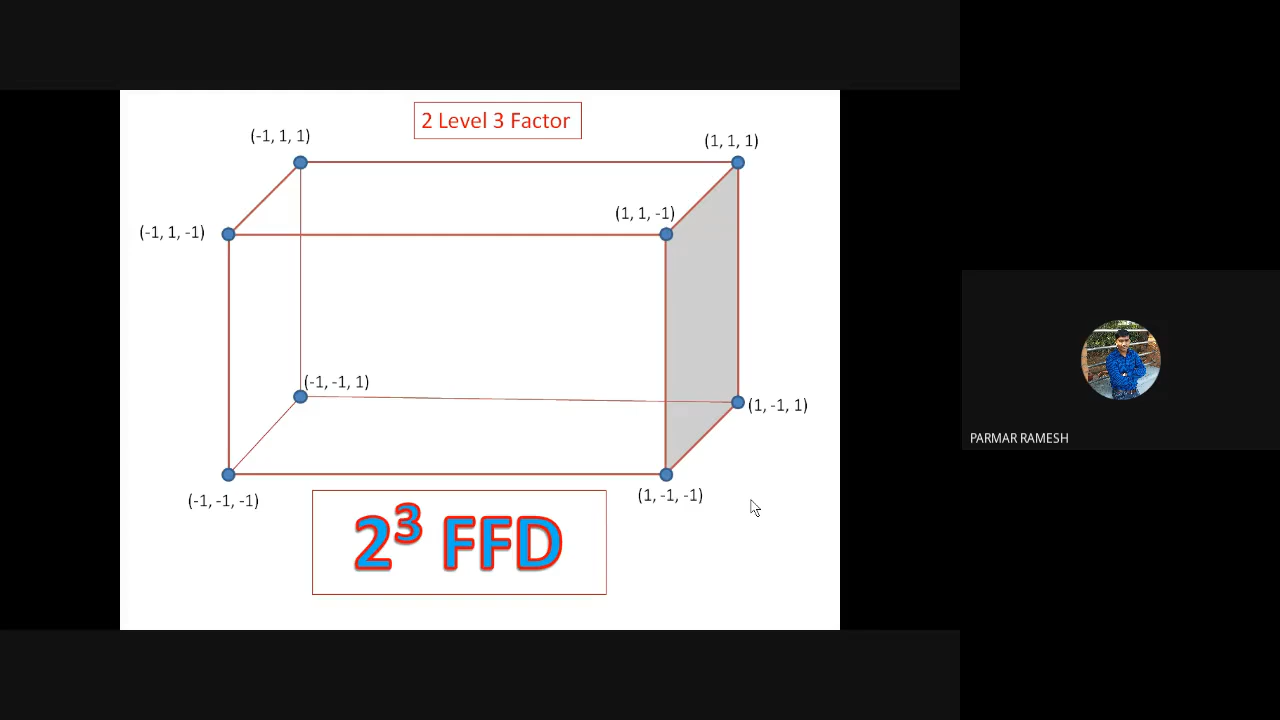 2 Level 3 Factor
(-1, 1, 1)
(1, 1, 1)
(1, 1, -1)
(-1, 1, -1)
(-1, -1, 1)
(1, -1, 1)
(-1, -1, -1)
(1, -1, -1)
2³ FFD
PARMAR RAMESH